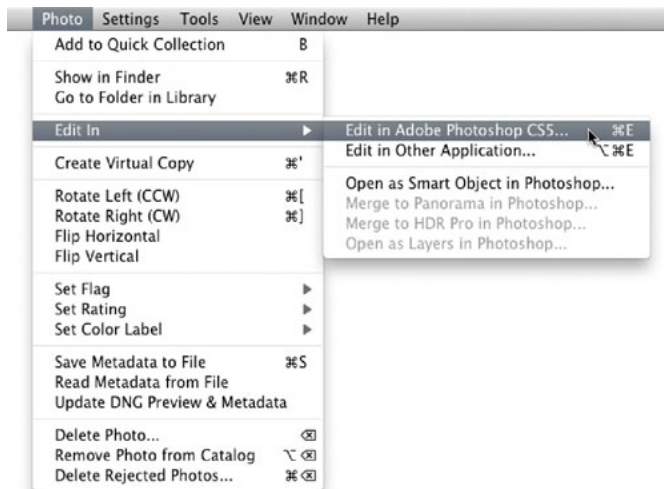 Photo Settings Tools View Window Help
Add to Quick Collection B
Show in Finder ⌘R
Go to Folder in Library
Edit In ▶
Edit in Adobe Photoshop CS5... ⌘E
Edit in Other Application... ⌥⌘E
Open as Smart Object in Photoshop...
Merge to Panorama in Photoshop...
Merge to HDR Pro in Photoshop...
Open as Layers in Photoshop...
Create Virtual Copy ⌘'
Rotate Left (CCW) ⌘[
Rotate Right (CW) ⌘]
Flip Horizontal
Flip Vertical
Set Flag ▶
Set Rating ▶
Set Color Label ▶
Save Metadata to File ⌘S
Read Metadata from File
Update DNG Preview & Metadata
Delete Photo... ⌫
Remove Photo from Catalog ⌥⌫
Delete Rejected Photos... ⌘⌫